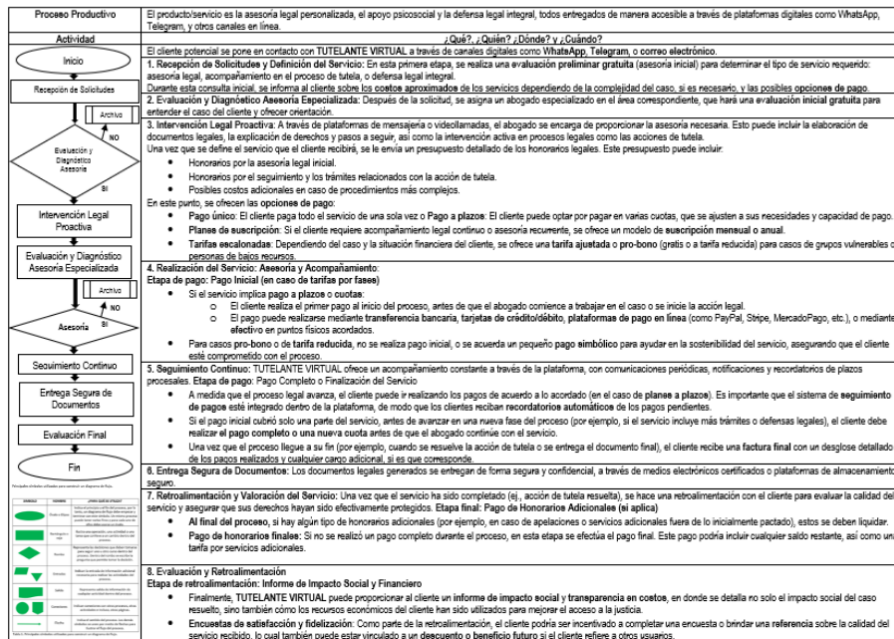 Proceso Productivo
El producto/servicio es la asesoría legal personalizada, el apoyo psicosocial y la defensa legal integral, todos entregados de manera accesible a través de plataformas digitales como WhatsApp,
Telegram, y otros canales en línea.
Actividad
¿Qué?, ¿Quién? ¿Dónde? y ¿Cuándo?
Inicio
Recepción de Solicitudes
Archivo
NO
Evaluación y
Diagnóstico
Asesoría
SI
Intervención Legal
Proactiva
Evaluación y Diagnóstico
Asesoría Especializada
Archivo
NO
Asesoría
SI
Seguimiento Continuo
Entrega Segura de
Documentos
Evaluación Final
Fin
El cliente potencial se pone en contacto con TUTELANTE VIRTUAL a través de canales digitales como WhatsApp, Telegram, o correo electrónico.
1. Recepción de Solicitudes y Definición del Servicio: En esta primera etapa, se realiza una evaluación preliminar gratuita (asesoría inicial) para determinar el tipo de servicio requerido:
asesoría legal, acompañamiento en el proceso de tutela, o defensa legal integral.
Durante esta consulta inicial, se informa al cliente sobre los costos aproximados de los servicios dependiendo de la complejidad del caso, si es necesario, y las posibles opciones de pago.
2. Evaluación y Diagnóstico Asesoría Especializada: Después de la solicitud, se asigna un abogado especializado en el área correspondiente, que hará una evaluación inicial gratuita para
entender el caso del cliente y ofrecer orientación.
3. Intervención Legal Proactiva: A través de plataformas de mensajería o videollamadas, el abogado se encarga de proporcionar la asesoría necesaria. Esto puede incluir la elaboración de
documentos legales, la explicación de derechos y pasos a seguir, así como la intervención activa en procesos legales como las acciones de tutela.
Una vez que se define el servicio que el cliente recibirá, se le envía un presupuesto detallado de los honorarios legales. Este presupuesto puede incluir:
• Honorarios por la asesoría legal inicial.
• Honorarios por el seguimiento y los trámites relacionados con la acción de tutela.
• Posibles costos adicionales en caso de procedimientos más complejos.
En este punto, se ofrecen las opciones de pago:
• Pago único: El cliente paga todo el servicio de una sola vez o Pago a plazos: El cliente puede optar por pagar en varias cuotas, que se ajusten a sus necesidades y capacidad de pago.
• Planes de suscripción: Si el cliente requiere acompañamiento legal continuo o asesoría recurrente, se ofrece un modelo de suscripción mensual o anual.
• Tarifas escalonadas: Dependiendo del caso y la situación financiera del cliente, se ofrece una tarifa ajustada o pro-bono (gratis o a tarifa reducida) para casos de grupos vulnerables o
personas de bajos recursos.
4. Realización del Servicio: Asesoría y Acompañamiento:
Etapa de pago: Pago Inicial (en caso de tarifas por fases)
• Si el servicio implica pago a plazos o cuotas:
o El cliente realiza el primer pago al inicio del proceso, antes de que el abogado comience a trabajar en el caso o se inicie la acción legal.
o El pago puede realizarse mediante transferencia bancaria, tarjetas de crédito/débito, plataformas de pago en línea (como PayPal, Stripe, MercadoPago, etc.), o mediante
efectivo en puntos físicos acordados.
• Para casos pro-bono o de tarifa reducida, no se realiza pago inicial, o se acuerda un pequeño pago simbólico para ayudar en la sostenibilidad del servicio, asegurando que el cliente
esté comprometido con el proceso.
5. Seguimiento Continuo: TUTELANTE VIRTUAL ofrece un acompañamiento constante a través de la plataforma, con comunicaciones periódicas, notificaciones y recordatorios de plazos
procesales. Etapa de pago: Pago Completo o Finalización del Servicio
• A medida que el proceso legal avanza, el cliente puede ir realizando los pagos de acuerdo a lo acordado (en el caso de planes a plazos). Es importante que el sistema de seguimiento
de pagos esté integrado dentro de la plataforma, de modo que los clientes reciban recordatorios automáticos de los pagos pendientes.
• Si el pago inicial cubrió solo una parte del servicio, antes de avanzar en una nueva fase del proceso (por ejemplo, si el servicio incluye más trámites o defensas legales), el cliente debe
realizar el pago completo o una nueva cuota antes de que el abogado continúe con el servicio.
• Una vez que el proceso llegue a su fin (por ejemplo, cuando se resuelve la acción de tutela o se entrega el documento final), el cliente recibe una factura final con un desglose detallado
de los pagos realizados y cualquier cargo adicional, si es que corresponde.
6. Entrega Segura de Documentos: Los documentos legales generados se entregan de forma segura y confidencial, a través de medios electrónicos certificados o plataformas de almacenamiento
seguro.
7. Retroalimentación y Valoración del Servicio: Una vez que el servicio ha sido completado (ej., acción de tutela resuelta), se hace una retroalimentación con el cliente para evaluar la calidad del
servicio y asegurar que sus derechos hayan sido efectivamente protegidos. Etapa final: Pago de Honorarios Adicionales (si aplica)
• Al final del proceso, si hay algún tipo de honorarios adicionales (por ejemplo, en caso de apelaciones o servicios adicionales fuera de lo inicialmente pactado), estos se deben liquidar.
• Pago de honorarios finales: Si no se realizó un pago completo durante el proceso, en esta etapa se efectúa el pago final. Este pago podría incluir cualquier saldo restante, así como una
tarifa por servicios adicionales.
8. Evaluación y Retroalimentación
Etapa de retroalimentación: Informe de Impacto Social y Financiero
• Finalmente, TUTELANTE VIRTUAL puede proporcionar al cliente un informe de impacto social y transparencia en costos, en donde se detalla no solo el impacto social del caso
resuelto, sino también cómo los recursos económicos del cliente han sido utilizados para mejorar el acceso a la justicia.
• Encuestas de satisfacción y fidelización: Como parte de la retroalimentación, el cliente podría ser incentivado a completar una encuesta o brindar una referencia sobre la calidad del
servicio recibido, lo cual también puede estar vinculado a un descuento o beneficio futuro si el cliente refiere a otros usuarios.